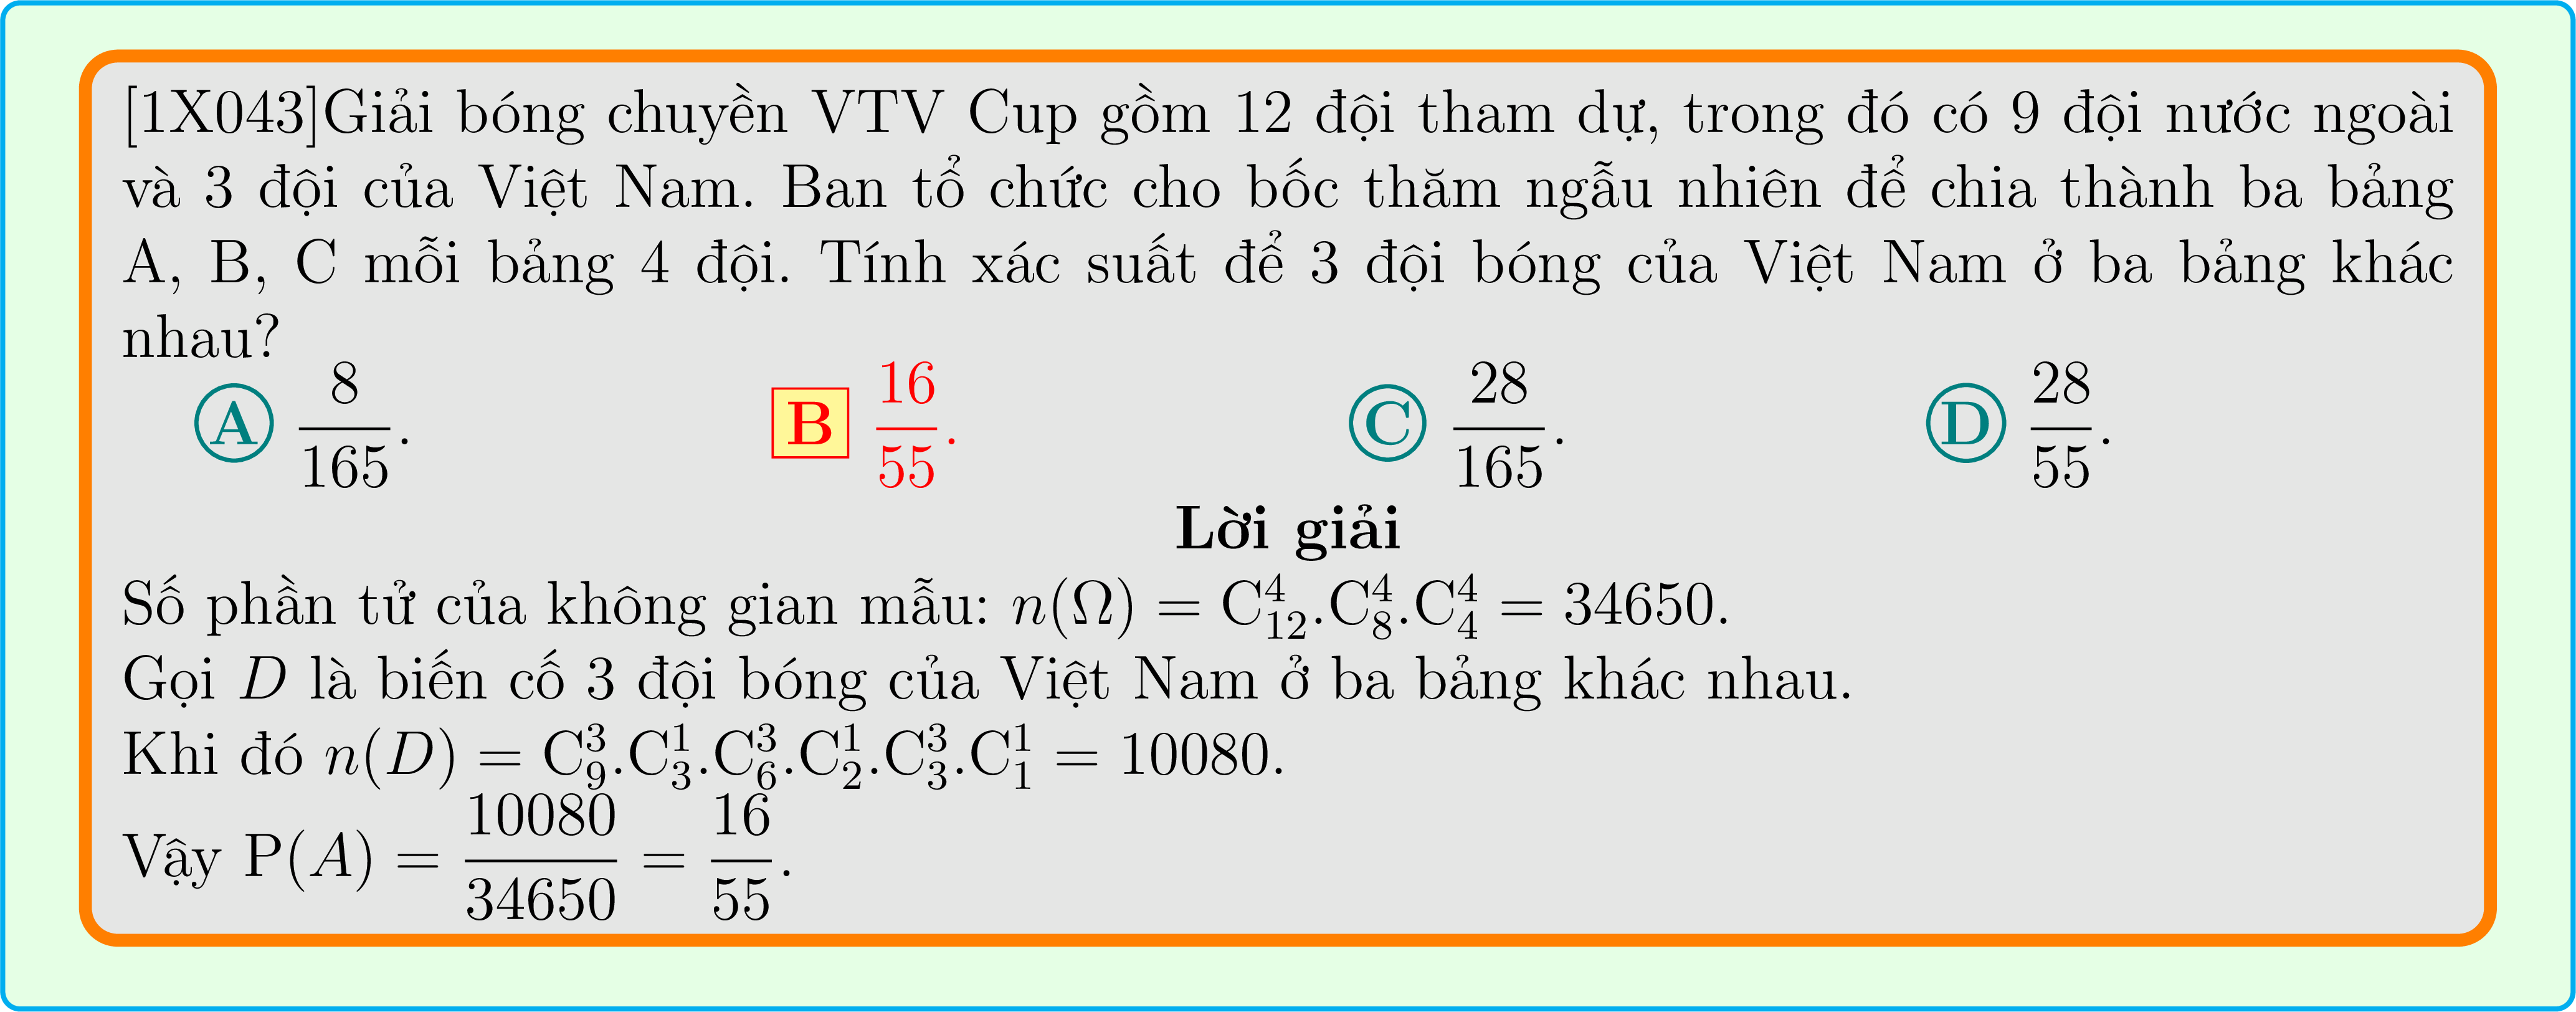 [1X043]Giải bóng chuyền VTV Cup gồm 12 đội tham dự, trong đó có 9 đội nước ngoài
và 3 đội của Việt Nam. Ban tổ chức cho bốc thăm ngẫu nhiên để chia thành ba bảng
A, B, C mỗi bảng 4 đội. Tính xác suất để 3 đội bóng của Việt Nam ở ba bảng khác
nhau?
A $\frac{8}{165}$. B $\frac{16}{55}$. C $\frac{28}{165}$. D $\frac{28}{55}$.
Lời giải
Số phần tử của không gian mẫu: $n(\Omega) = C_{12}^4.C_8^4.C_4^4 = 34650$.
Gọi $D$ là biến cố 3 đội bóng của Việt Nam ở ba bảng khác nhau.
Khi đó $n(D) = C_9^3.C_3^1.C_6^3.C_2^1.C_3^3.C_1^1 = 10080$.
Vậy $P(A) = \frac{10080}{34650} = \frac{16}{55}$.